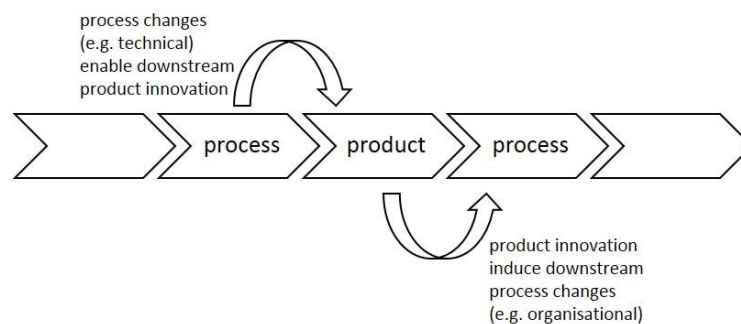 process changes
(e.g. technical)
enable downstream
product innovation
process
product
process
product innovation
induce downstream
process changes
(e.g. organisational)